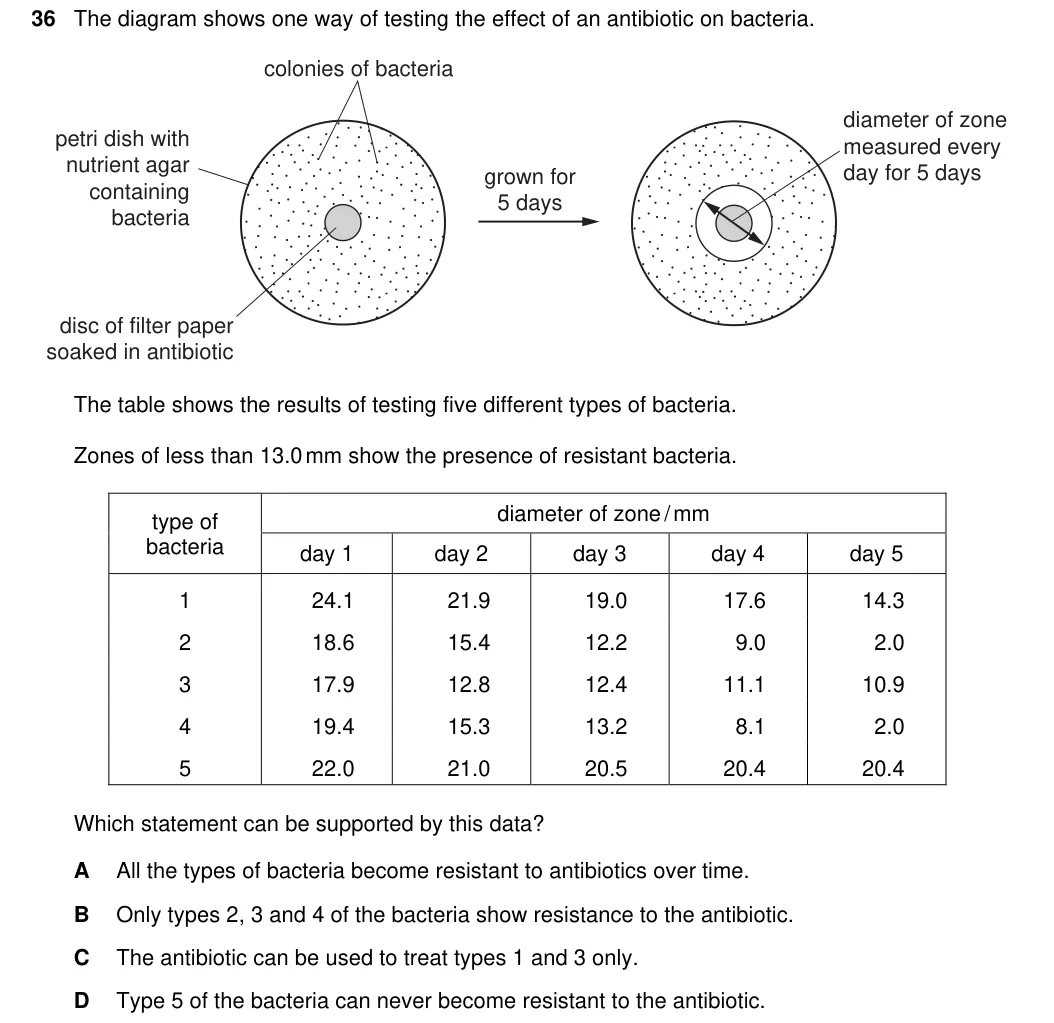 36 The diagram shows one way of testing the effect of an antibiotic on bacteria.
colonies of bacteria
petri dish with
nutrient agar
containing
bacteria
disc of filter paper
soaked in antibiotic
grown for
5 days
diameter of zone
measured every
day for 5 days
The table shows the results of testing five different types of bacteria.
Zones of less than 13.0 mm show the presence of resistant bacteria.
type of
bacteria
diameter of zone / mm
day 1 day 2 day 3 day 4 day 5
1 24.1 21.9 19.0 17.6 14.3
2 18.6 15.4 12.2 9.0 2.0
3 17.9 12.8 12.4 11.1 10.9
4 19.4 15.3 13.2 8.1 2.0
5 22.0 21.0 20.5 20.4 20.4
Which statement can be supported by this data?
A All the types of bacteria become resistant to antibiotics over time.
B Only types 2, 3 and 4 of the bacteria show resistance to the antibiotic.
C The antibiotic can be used to treat types 1 and 3 only.
D Type 5 of the bacteria can never become resistant to the antibiotic.